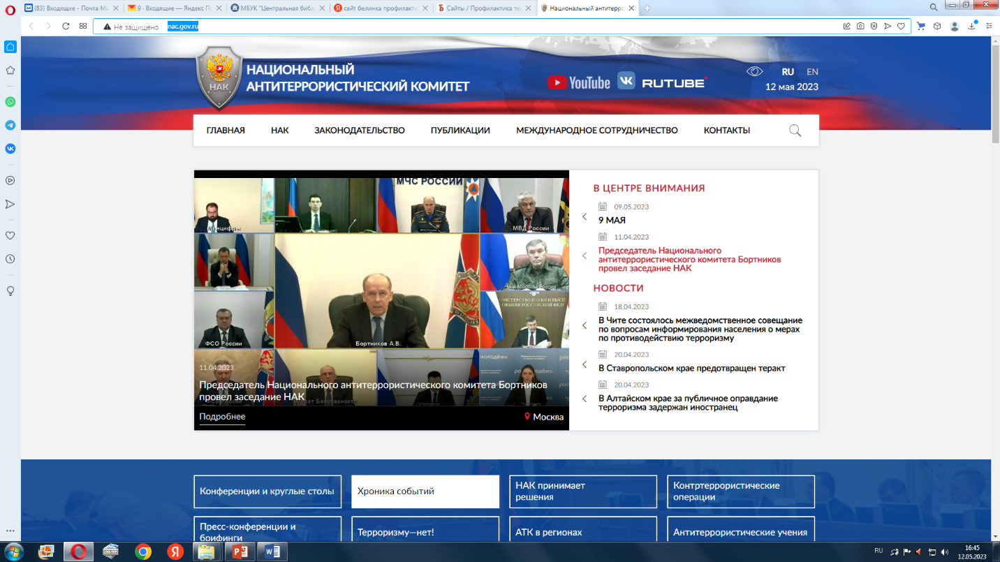 (83) Входящие - Почта Ма
9 · Входящие — Яндекс По
МБУК "Центральная библ
сайт белинка профилакти
Сайты / Профилактика те
Национальный антитеррс
Не защищено
nac.gov.ru
НАЦИОНАЛЬНЫЙ
АНТИТЕРРОРИСТИЧЕСКИЙ КОМИТЕТ
НАК
YouTube
RUTUBE
RU EN
12 мая 2023
ГЛАВНАЯ
НАК
ЗАКОНОДАТЕЛЬСТВО
ПУБЛИКАЦИИ
МЕЖДУНАРОДНОЕ СОТРУДНИЧЕСТВО
КОНТАКТЫ
МЧС РОССИИ
Минцифры
МЧС России
МВД России
Минобороны России
ФСО России
Бортников А.В.
11.04.2023
Председатель Национального антитеррористического комитета Бортников
провел заседание НАК
Подробнее
Москва
В ЦЕНТРЕ ВНИМАНИЯ
09.05.2023
9 МАЯ
11.04.2023
Председатель Национального
антитеррористического комитета Бортников
провел заседание НАК
НОВОСТИ
18.04.2023
В Чите состоялось межведомственное совещание
по вопросам информирования населения о мерах
по противодействию терроризму
20.04.2023
В Ставропольском крае предотвращен теракт
20.04.2023
В Алтайском крае за публичное оправдание
терроризма задержан иностранец
Конференции и круглые столы
Хроника событий
НАК принимает
решения
Контртеррористические
операции
Пресс-конференции и
брифинги
Терроризму—нет!
АТК в регионах
Антитеррористические учения
RU
16:45
12.05.2023